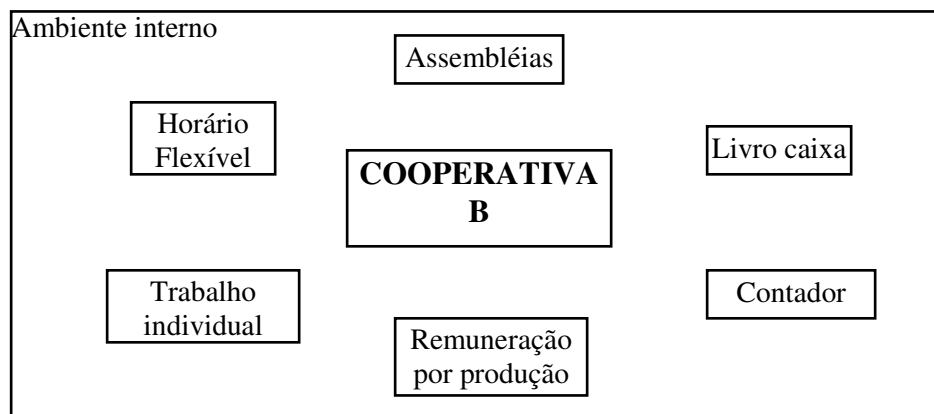 Ambiente interno
Assembléias
Horário
Flexível
Livro caixa
COOPERATIVA
B
Trabalho
individual
Contador
Remuneração
por produção